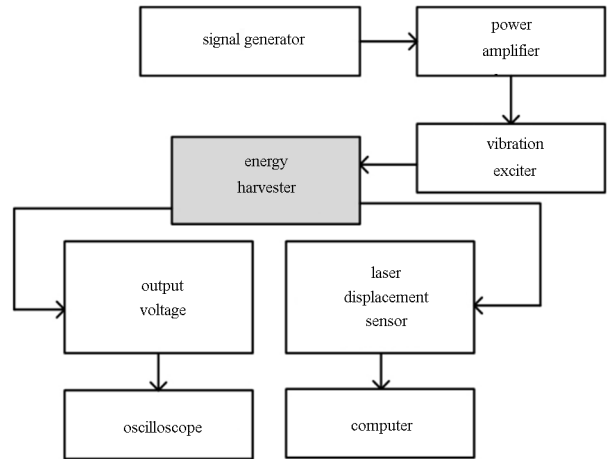 signal generator
power
amplifier
vibration
exciter
energy
harvester
output
voltage
laser
displacement
sensor
oscilloscope
computer